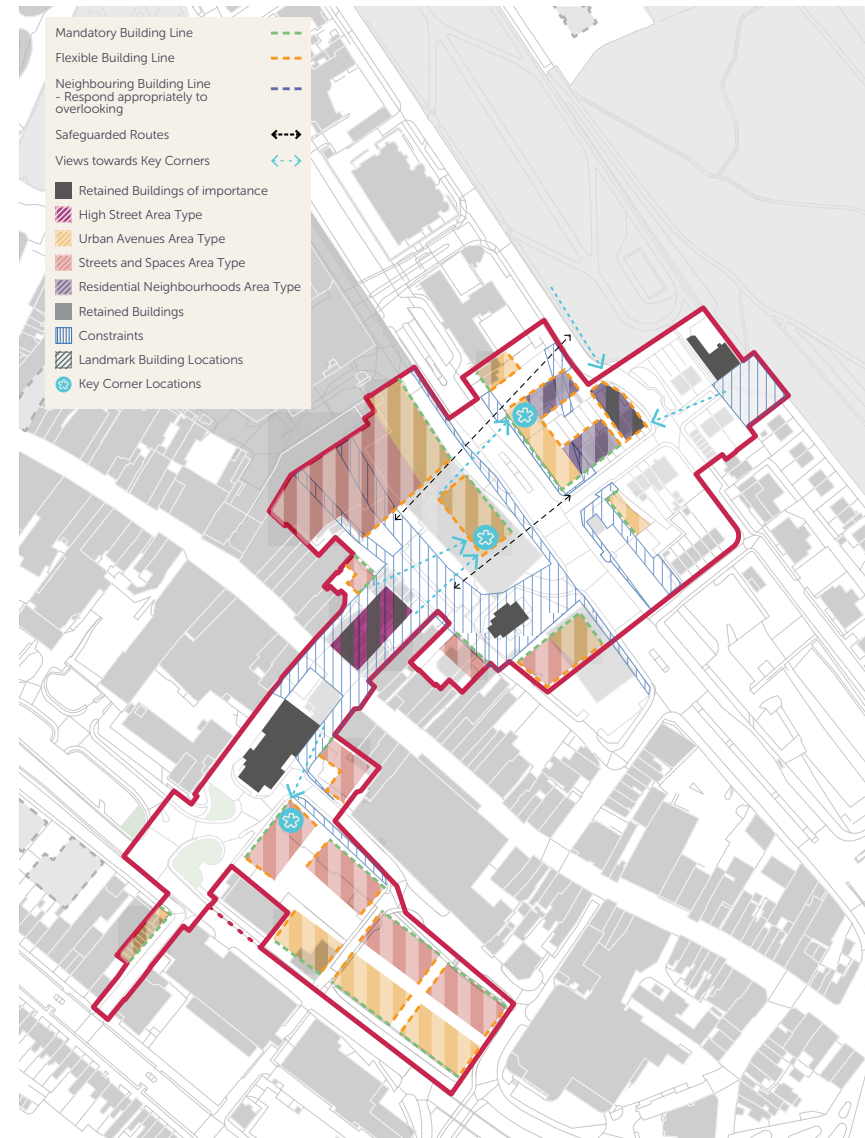 Mandatory Building Line
Flexible Building Line
Neighbouring Building Line
- Respond appropriately to
overlooking
Safeguarded Routes
Views towards Key Corners
Retained Buildings of importance
High Street Area Type
Urban Avenues Area Type
Streets and Spaces Area Type
Residential Neighbourhoods Area Type
Retained Buildings
Constraints
Landmark Building Locations
Key Corner Locations